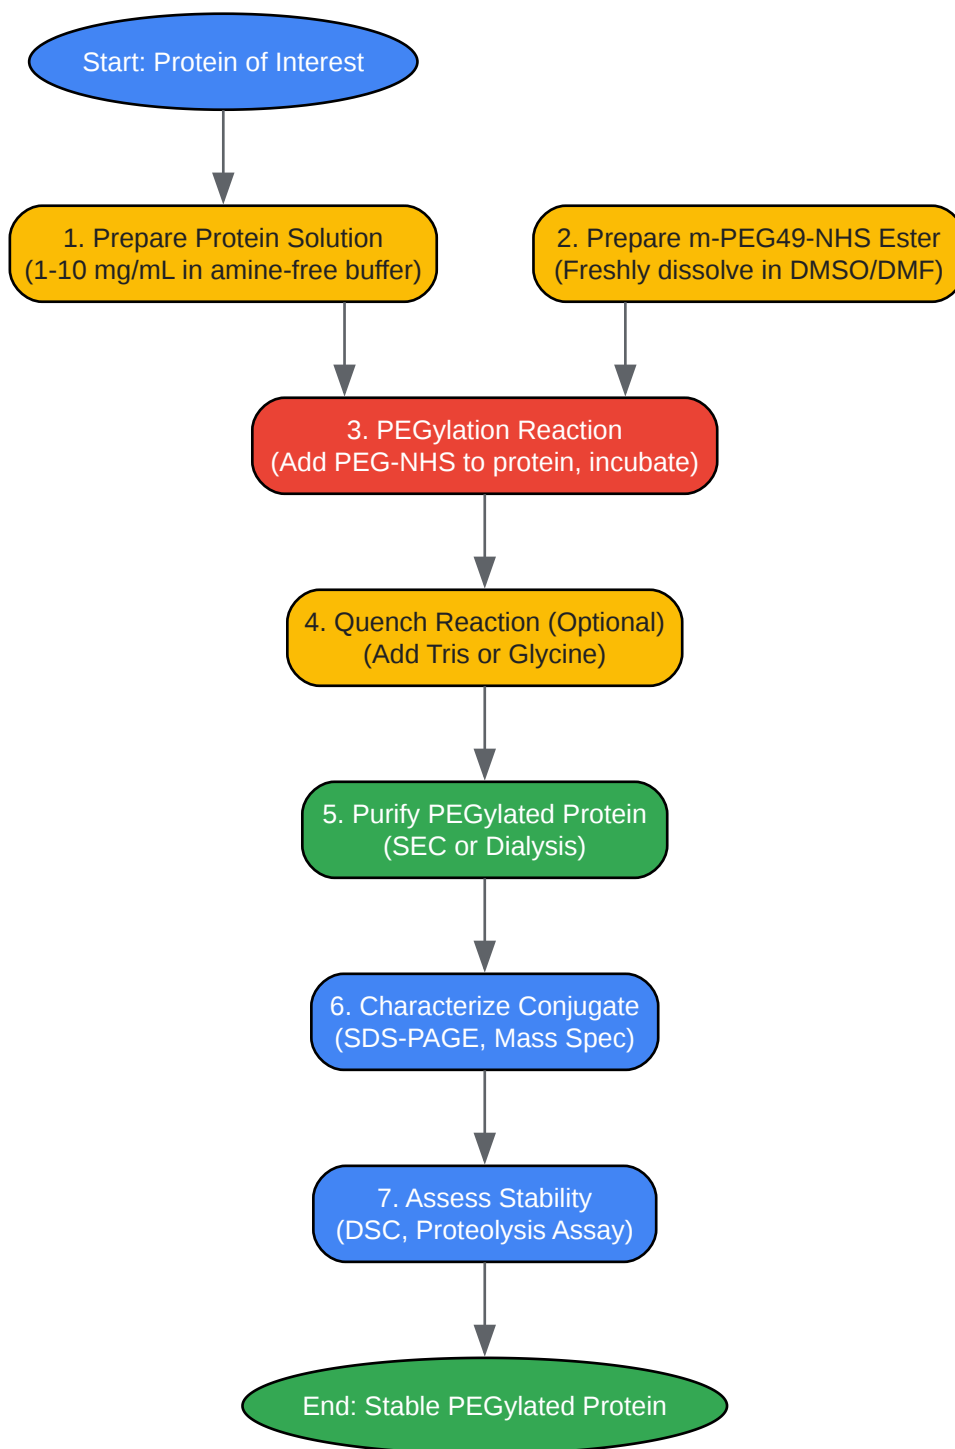 Start: Protein of Interest
1. Prepare Protein Solution
(1-10 mg/mL in amine-free buffer)
2. Prepare m-PEG49-NHS Ester
(Freshly dissolve in DMSO/DMF)
3. PEGylation Reaction
(Add PEG-NHS to protein, incubate)
4. Quench Reaction (Optional)
(Add Tris or Glycine)
5. Purify PEGylated Protein
(SEC or Dialysis)
6. Characterize Conjugate
(SDS-PAGE, Mass Spec)
7. Assess Stability
(DSC, Proteolysis Assay)
End: Stable PEGylated Protein